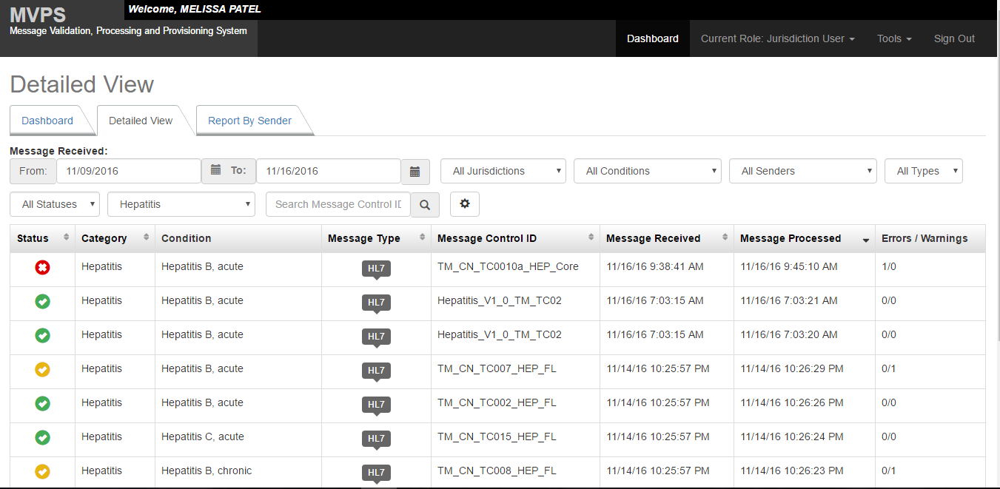 MVPS
Welcome, MELISSA PATEL
Message Validation, Processing and Provisioning System
Dashboard Current Role: Jurisdiction User Tools Sign Out
Detailed View
Dashboard Detailed View Report By Sender
Message Received:
From: 11/09/2016 To: 11/16/2016 All Jurisdictions All Conditions All Senders All Types
All Statuses Hepatitis Search Message Control ID
Status Category Condition Message Type Message Control ID Message Received Message Processed Errors / Warnings
Hepatitis Hepatitis B, acute HL7 TM_CN_TC0010a_HEP_Core 11/16/16 9:38:41 AM 11/16/16 9:45:10 AM 1/0
Hepatitis Hepatitis B, acute HL7 Hepatitis_V1_0_TM_TC02 11/16/16 7:03:15 AM 11/16/16 7:03:21 AM 0/0
Hepatitis Hepatitis B, acute HL7 Hepatitis_V1_0_TM_TC02 11/16/16 7:03:15 AM 11/16/16 7:03:20 AM 0/0
Hepatitis Hepatitis B, acute HL7 TM_CN_TC007_HEP_FL 11/14/16 10:25:57 PM 11/14/16 10:26:29 PM 0/1
Hepatitis Hepatitis B, acute HL7 TM_CN_TC002_HEP_FL 11/14/16 10:25:57 PM 11/14/16 10:26:26 PM 0/0
Hepatitis Hepatitis C, acute HL7 TM_CN_TC015_HEP_FL 11/14/16 10:25:57 PM 11/14/16 10:26:24 PM 0/0
Hepatitis Hepatitis B, chronic HL7 TM_CN_TC008_HEP_FL 11/14/16 10:25:57 PM 11/14/16 10:26:23 PM 0/1